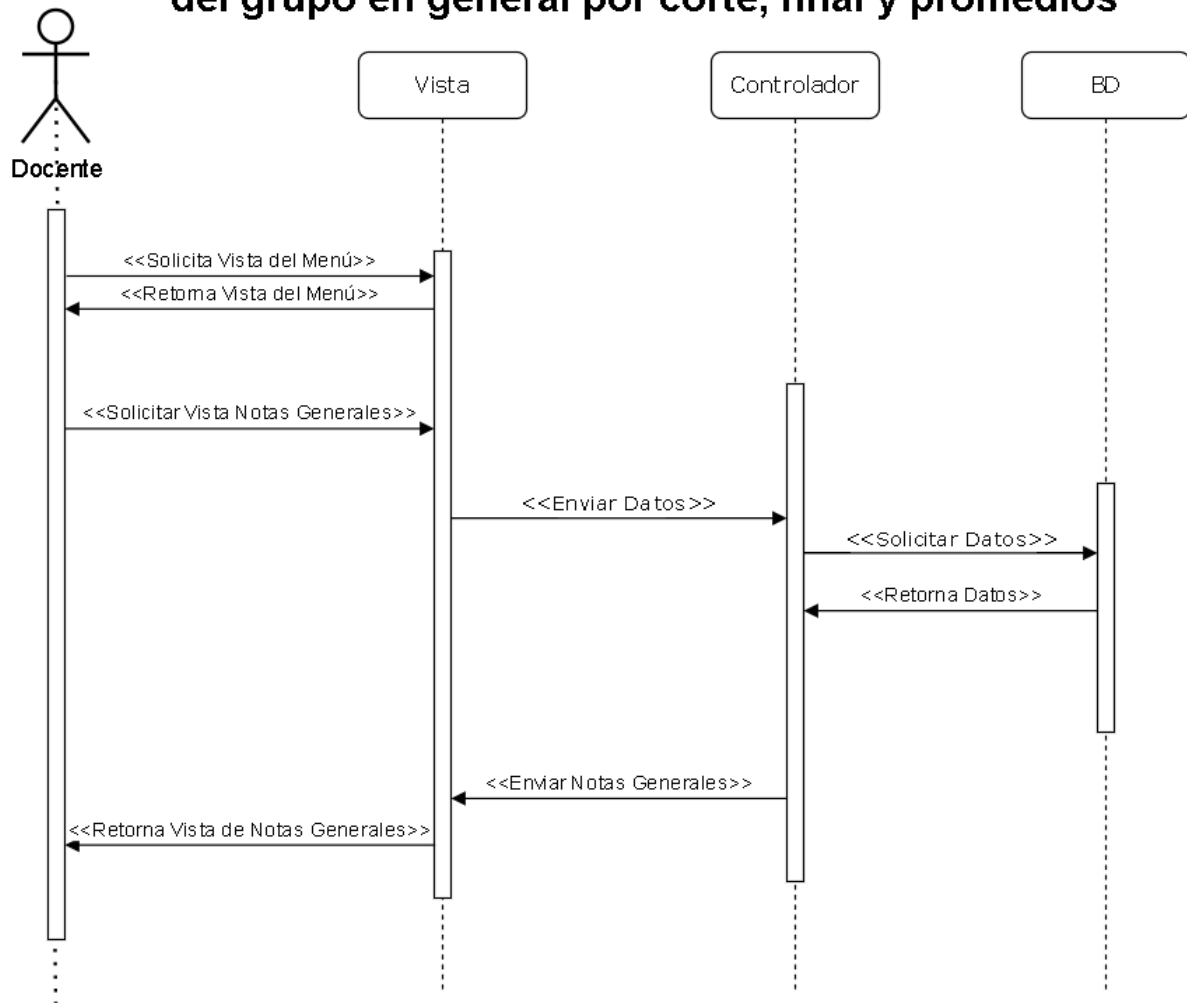 del grupo en general por corte, final y promedios
Vista
Controlador
BD
Docente
<<Solicita Vista del Menú>>
<<Retorna Vista del Menú>>
<<Solicitar Vista Notas Generales>>
<<Enviar Datos>>
<<Solicitar Datos>>
<<Retorna Datos>>
<<Enviar Notas Generales>>
<<Retorna Vista de Notas Generales>>